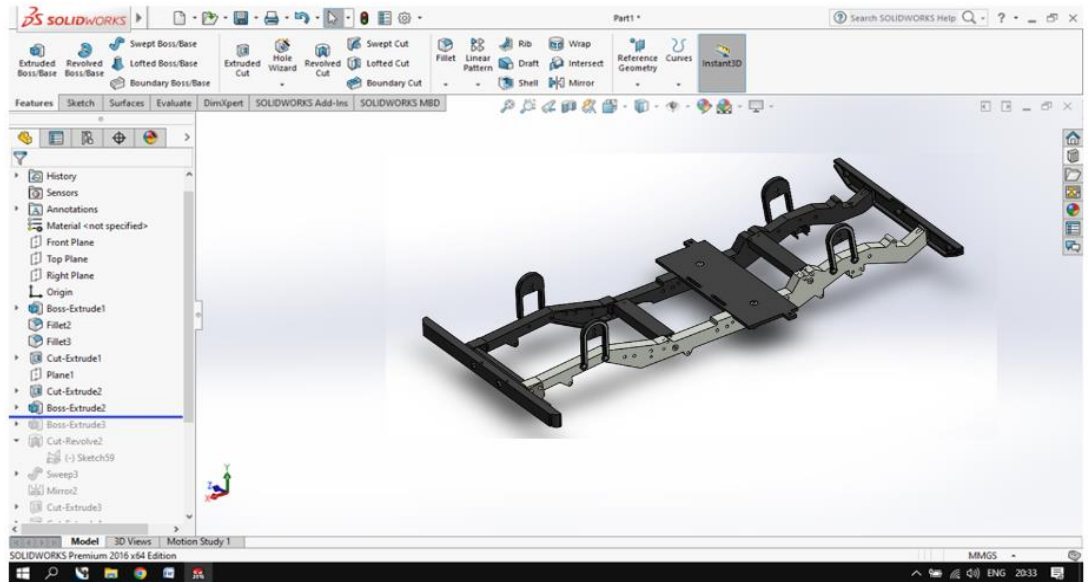 SOLIDWORKS
Part1 *
Search SOLIDWORKS Help
Extruded Boss/Base
Revolved Boss/Base
Swept Boss/Base
Lofted Boss/Base
Boundary Boss/Base
Extruded Cut
Hole Wizard
Revolved Cut
Swept Cut
Lofted Cut
Boundary Cut
Fillet
Linear Pattern
Rib
Draft
Shell
Wrap
Intersect
Mirror
Reference Geometry
Curves
Instant3D
Features Sketch Surfaces Evaluate DimXpert SOLIDWORKS Add-Ins SOLIDWORKS MBD
History
Sensors
Annotations
Material <not specified>
Front Plane
Top Plane
Right Plane
Origin
Boss-Extrude1
Fillet2
Fillet3
Cut-Extrude1
Plane1
Cut-Extrude2
Boss-Extrude2
Boss-Extrude3
Cut-Revolve2
(-) Sketch59
Sweep3
Mirror2
Cut-Extrude3
Y
Z
X
Model 3D Views Motion Study 1
SOLIDWORKS Premium 2016 x64 Edition
MMGS
ENG 20:33